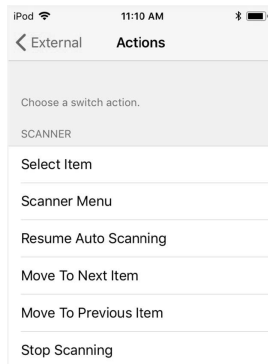 iPod 11:10 AM
External Actions
Choose a switch action.
SCANNER
Select Item
Scanner Menu
Resume Auto Scanning
Move To Next Item
Move To Previous Item
Stop Scanning